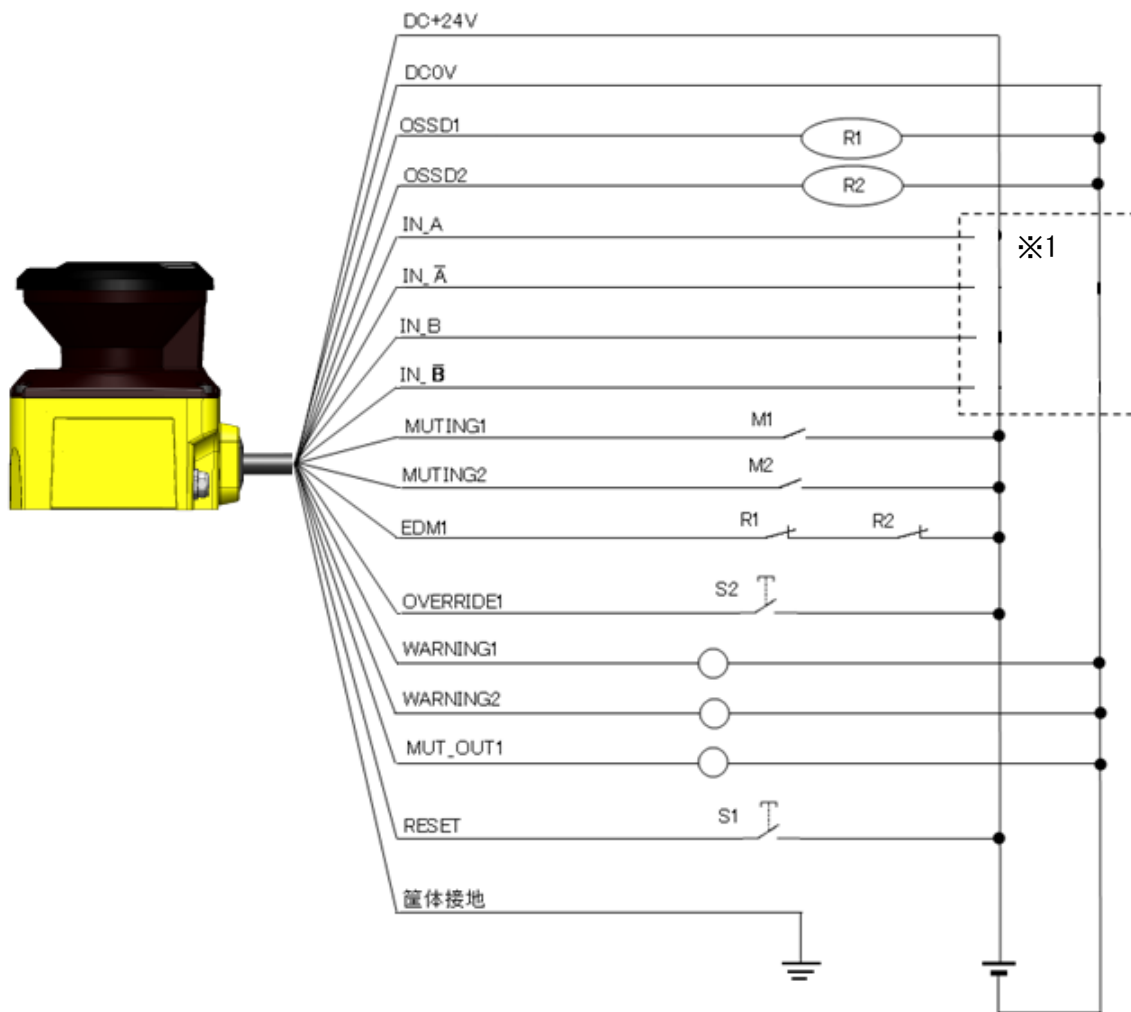 DC+24V
DC0V
OSSD1
R1
OSSD2
R2
IN_A
※1
IN_A̅
IN_B
IN_B̅
MUTING1
M1
MUTING2
M2
EDM1
R1
R2
OVERRIDE1
S2
WARNING1
WARNING2
MUT_OUT1
RESET
S1
筐体接地